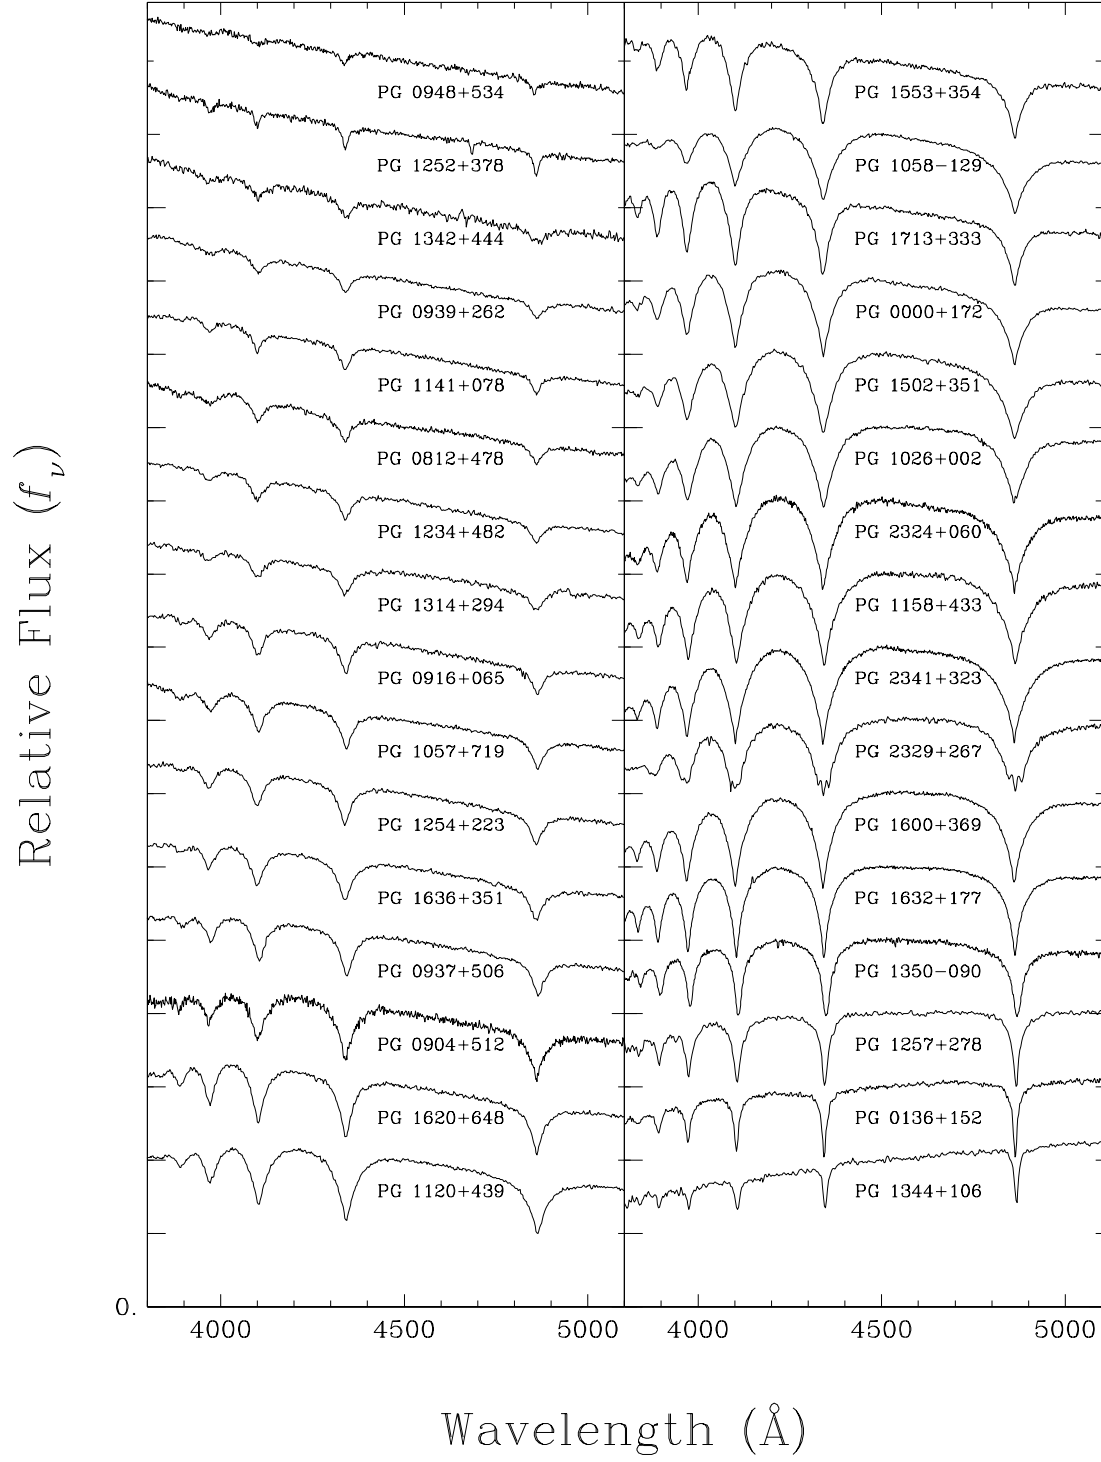 Relative Flux (f ν)
PG 0948+534
PG 1252+378
PG 1342+444
PG 0939+262
PG 1141+078
PG 0812+478
PG 1234+482
PG 1314+294
PG 0916+065
PG 1057+719
PG 1254+223
PG 1636+351
PG 0937+506
PG 0904+512
PG 1620+648
PG 1120+439
PG 1553+354
PG 1058−129
PG 1713+333
PG 0000+172
PG 1502+351
PG 1026+002
PG 2324+060
PG 1158+433
PG 2341+323
PG 2329+267
PG 1600+369
PG 1632+177
PG 1350−090
PG 1257+278
PG 0136+152
PG 1344+106
0.
4000 4500 5000 4000 4500 5000
Wavelength (Å)